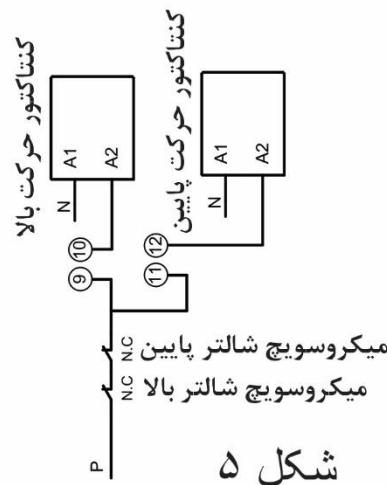 کنتاکتور حرکت بالا
A1
A2
N
کنتاکتور حرکت پایین
A1
A2
N
10
12
9
11
N.C
میکروسویچ شالتر پایین
N.C
میکروسویچ شالتر بالا
P
شکل ۵